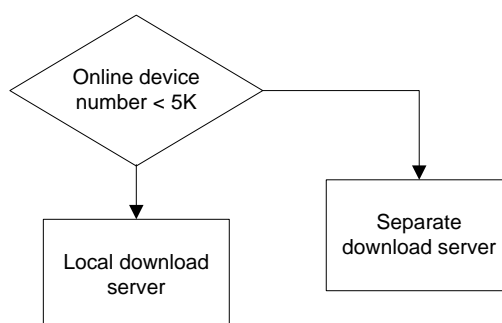 Online device
number < 5K
Separate
download server
Local download
server